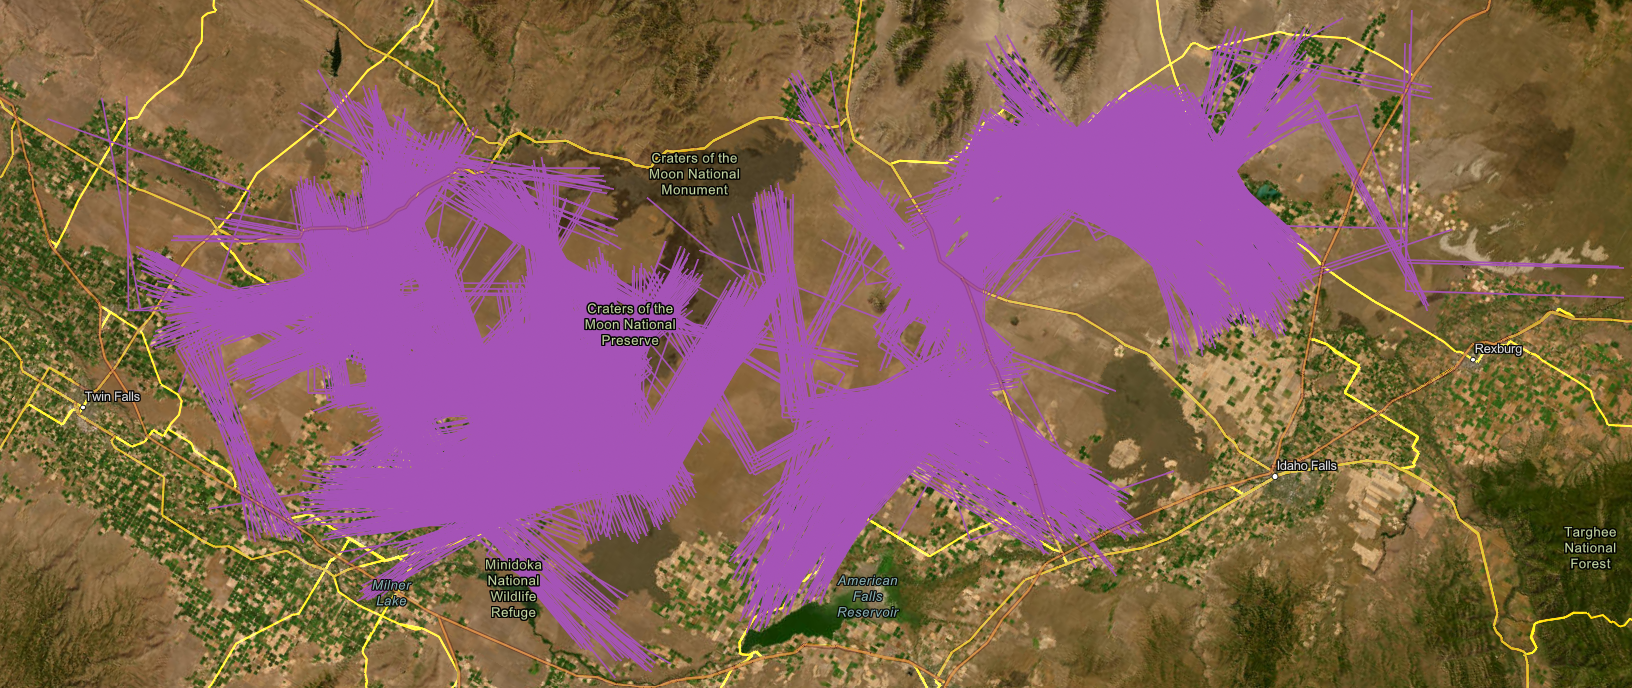 Craters of the
Moon National
Monument
Craters of the
Moon National
Preserve
Rexburg
Twin Falls
Idaho Falls
Targhee
National
Forest
Minidoka
National
Wildlife
Refuge
Milner
Lake
American
Falls
Reservoir